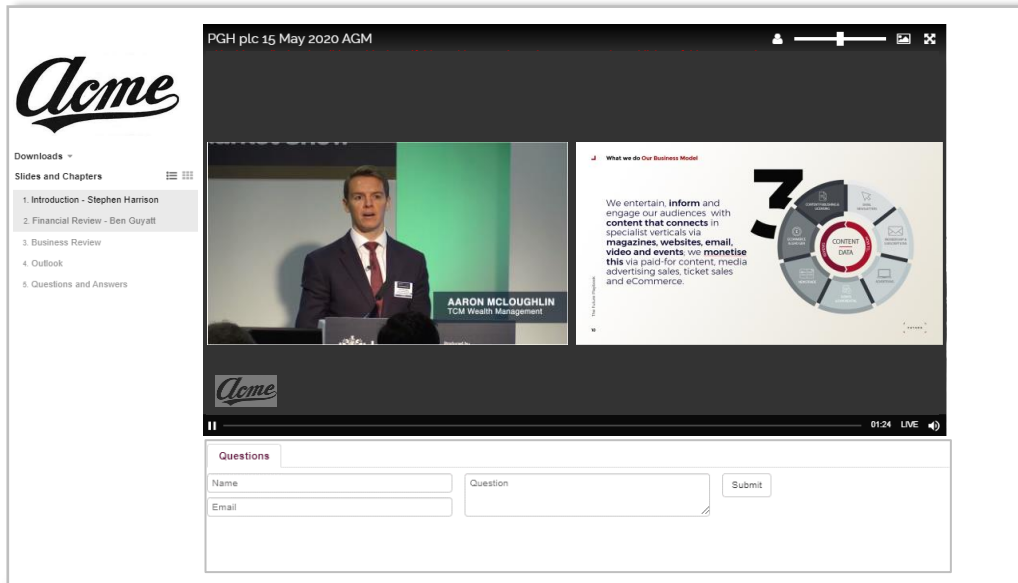 PGH plc 15 May 2020 AGM
Acme
Downloads
Slides and Chapters
1. Introduction - Stephen Harrison
2. Financial Review - Ben Guyatt
3. Business Review
4. Outlook
5. Questions and Answers
AARON MCLOUGHLIN
TCM Wealth Management
What we do Our Business Model
We entertain, inform and
engage our audiences with
content that connects in
specialist verticals via
magazines, websites, email,
video and events; we monetise
this via paid-for content, media
advertising sales, ticket sales
and eCommerce.
3
CONTENT
DATA
The Future Playbook
Acme
01:24 LIVE
Questions
Name
Question
Submit
Email